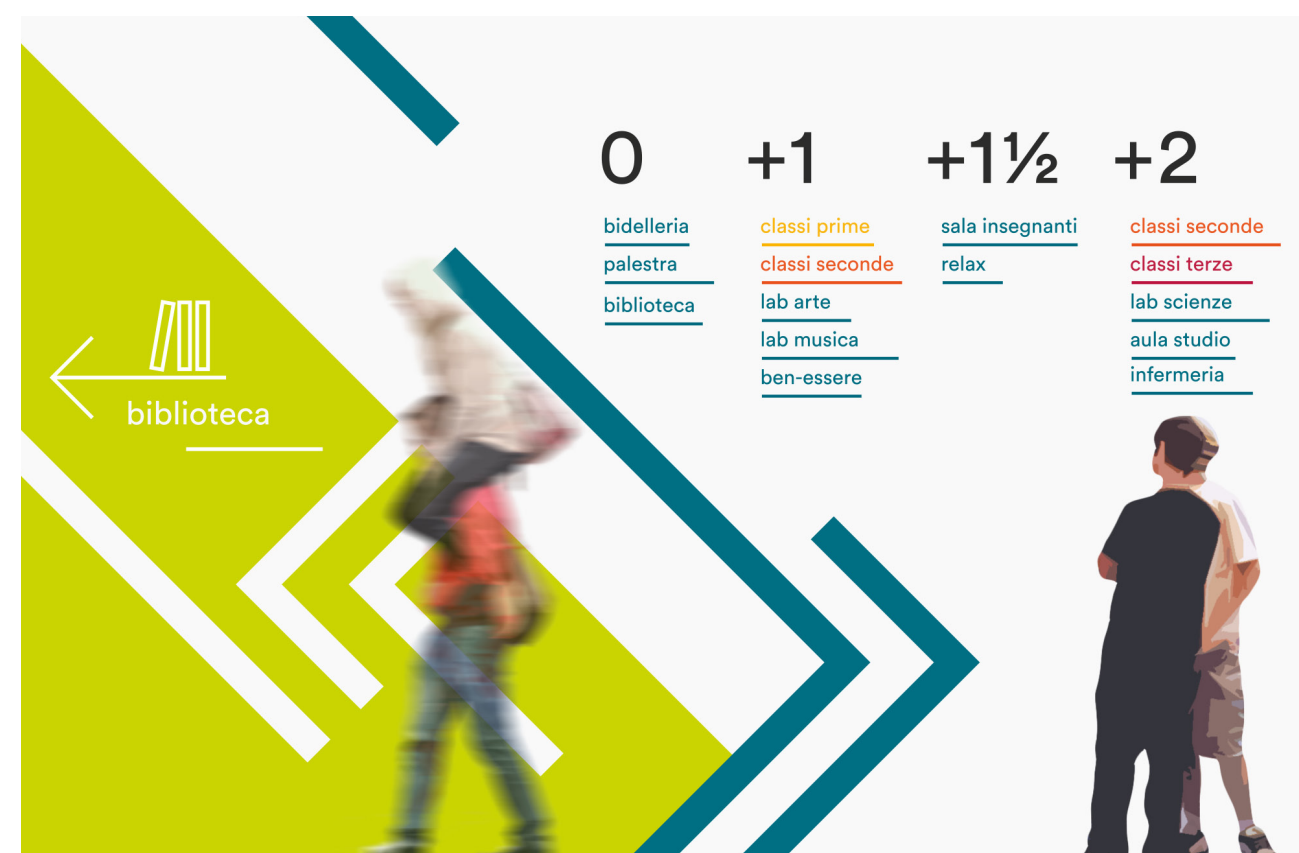 0
bidelleria
palestra
biblioteca
+1
classi prime
classi seconde
lab arte
lab musica
ben-essere
+1½
sala insegnanti
relax
+2
classi seconde
classi terze
lab scienze
aula studio
infermeria
biblioteca